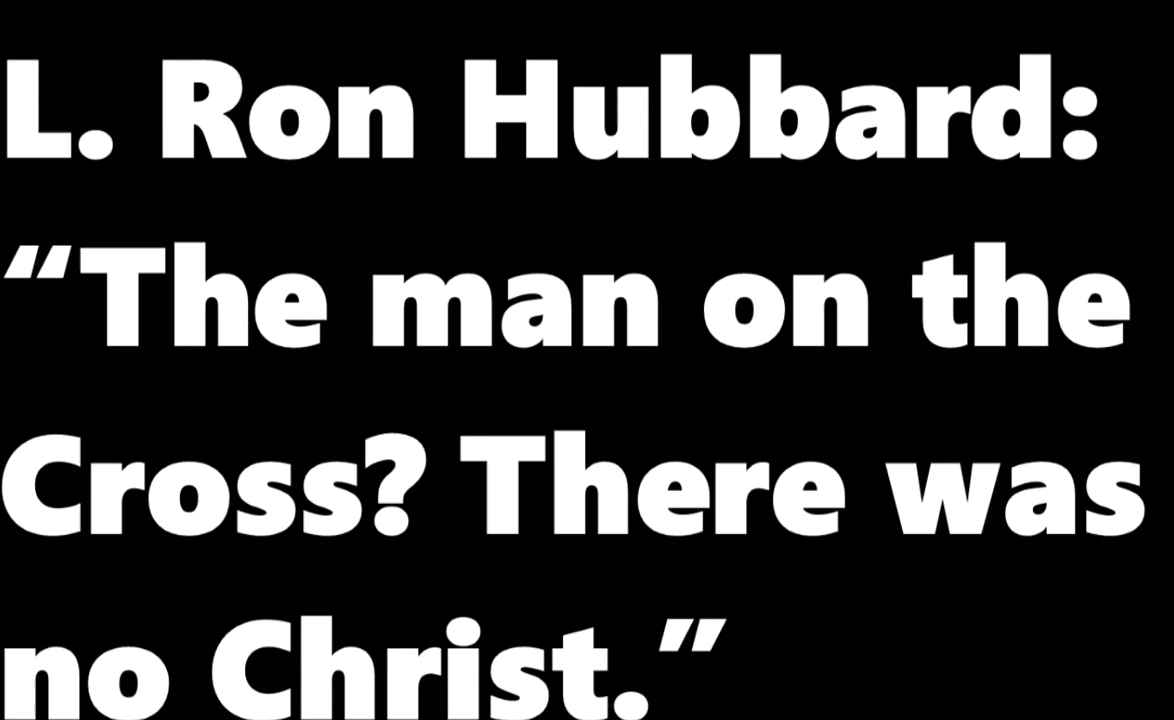 L. Ron Hubbard:
“The man on the
Cross? There was
no Christ.”